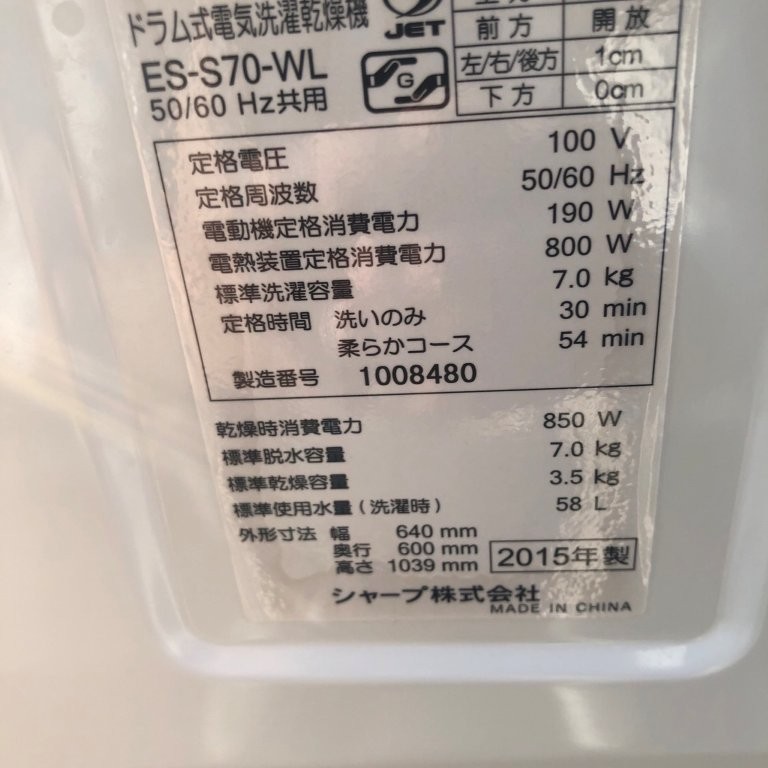 ドラム式電気洗濯乾燥機
ES-S70-WL
50/60 Hz共用
JET
G
前方 開放
左/右/後方 1cm
下方 0cm
定格電圧 100 V
定格周波数 50/60 Hz
電動機定格消費電力 190 W
電熱装置定格消費電力 800 W
標準洗濯容量 7.0 kg
定格時間 洗いのみ 30 min
柔らかコース 54 min
製造番号 1008480
乾燥時消費電力 850 W
標準脱水容量 7.0 kg
標準乾燥容量 3.5 kg
標準使用水量(洗濯時) 58 L
外形寸法 幅 640 mm
奥行 600 mm
高さ 1039 mm
2015年製
シャープ株式会社
MADE IN CHINA